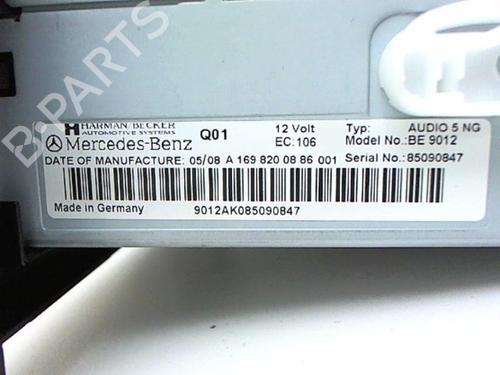 B-PARTS
HARMAN/BECKER
AUTOMOTIVE SYSTEMS
Mercedes-Benz Q01 12 Volt Typ: AUDIO 5 NG
EC:106 Model No.:BE 9012
DATE OF MANUFACTURE: 05/08 A 169 820 08 86 001 Serial No.:85090847
Made in Germany 9012AK085090847